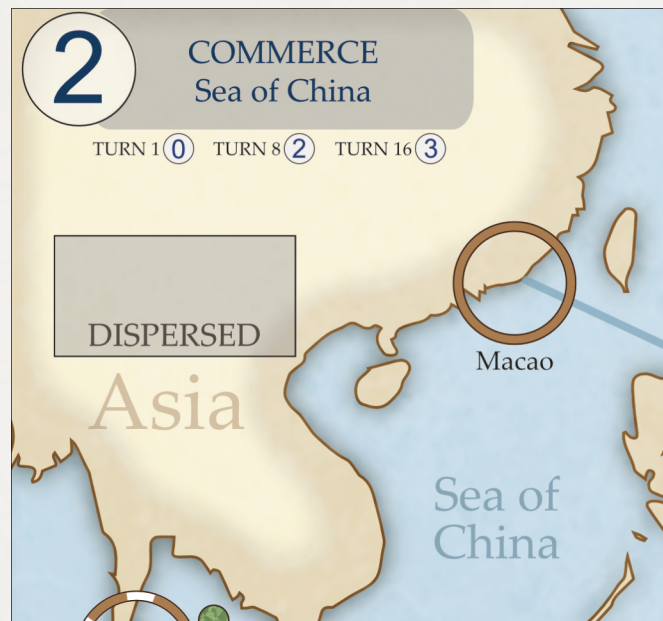 2
COMMERCE
Sea of China
TURN 1 0 TURN 8 2 TURN 16 3
DISPERSED
Macao
Asia
Sea of
China